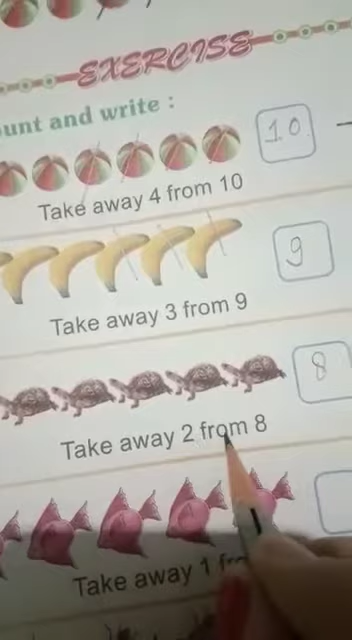 EXERCISE
and write :
10
Take away 4 from 10
9
Take away 3 from 9
8
Take away 2 from 8
Take away 1